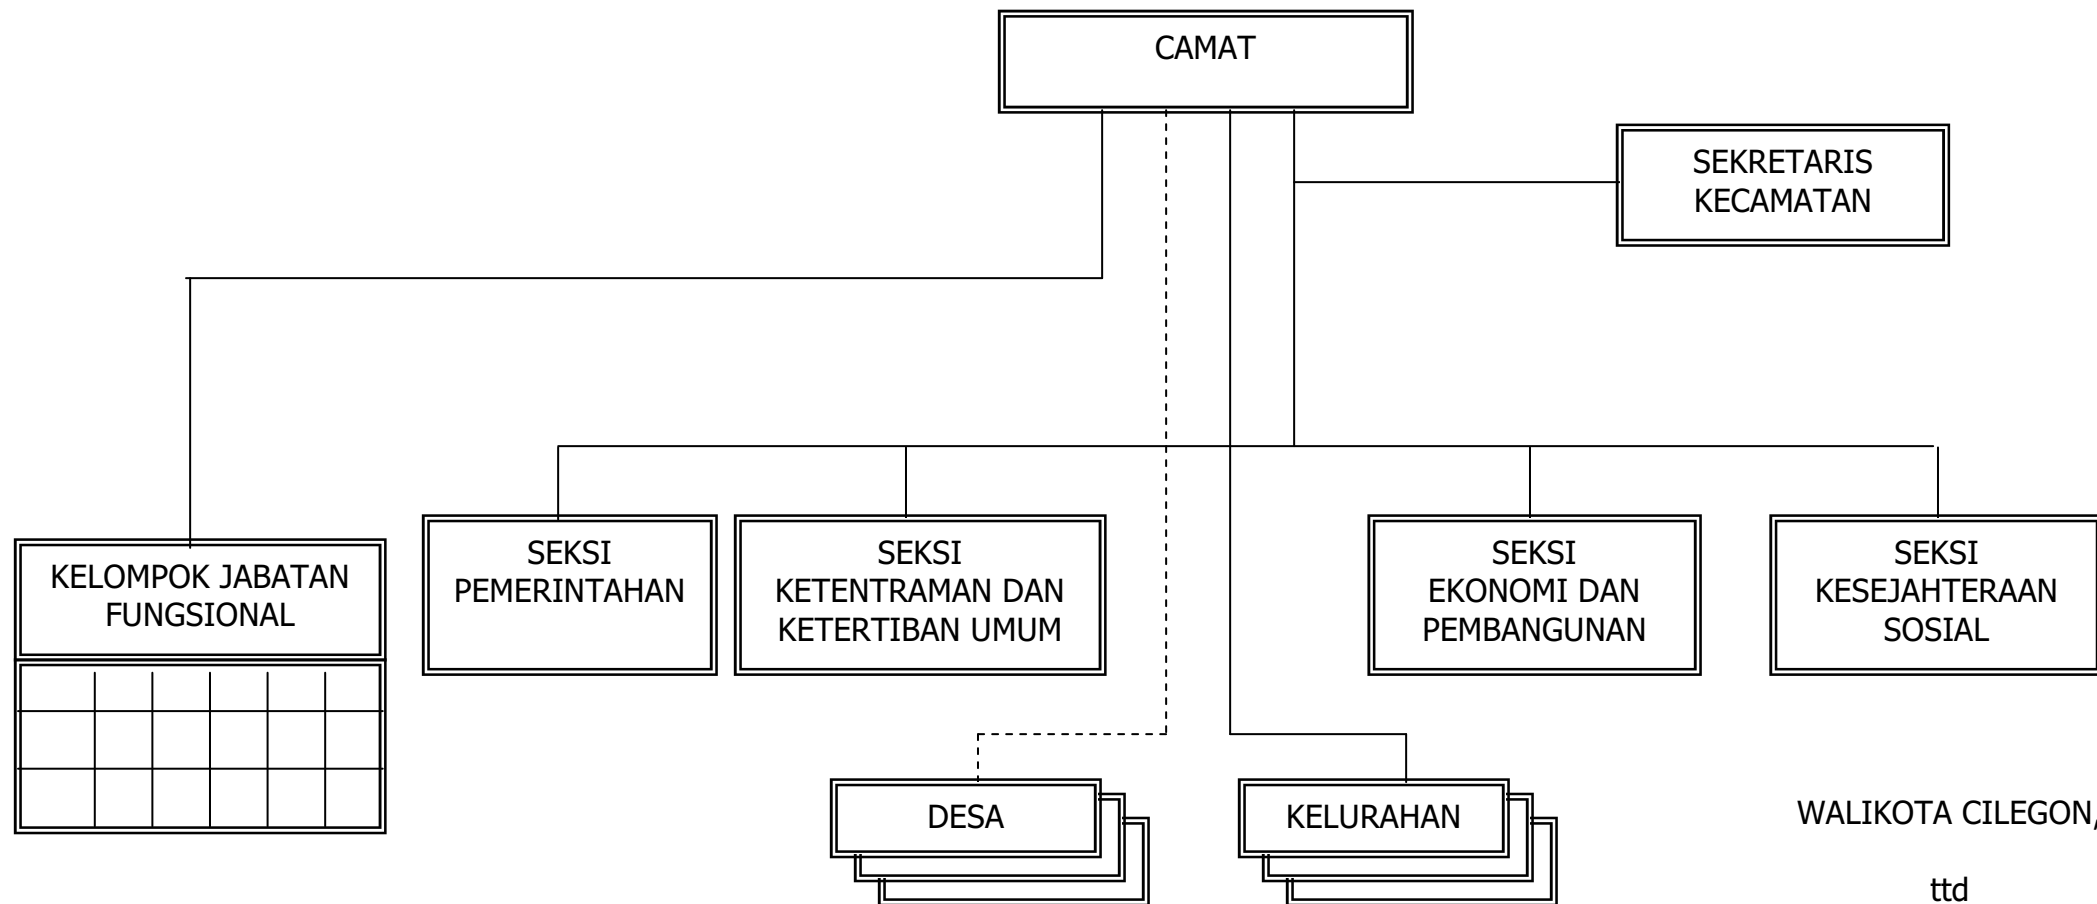 CAMAT
SEKRETARIS
KECAMATAN
KELOMPOK JABATAN
FUNGSIONAL
SEKSI
PEMERINTAHAN
SEKSI
KETENTRAMAN DAN
KETERTIBAN UMUM
SEKSI
EKONOMI DAN
PEMBANGUNAN
SEKSI
KESEJAHTERAAN
SOSIAL
DESA
KELURAHAN
WALIKOTA CILEGON,
ttd